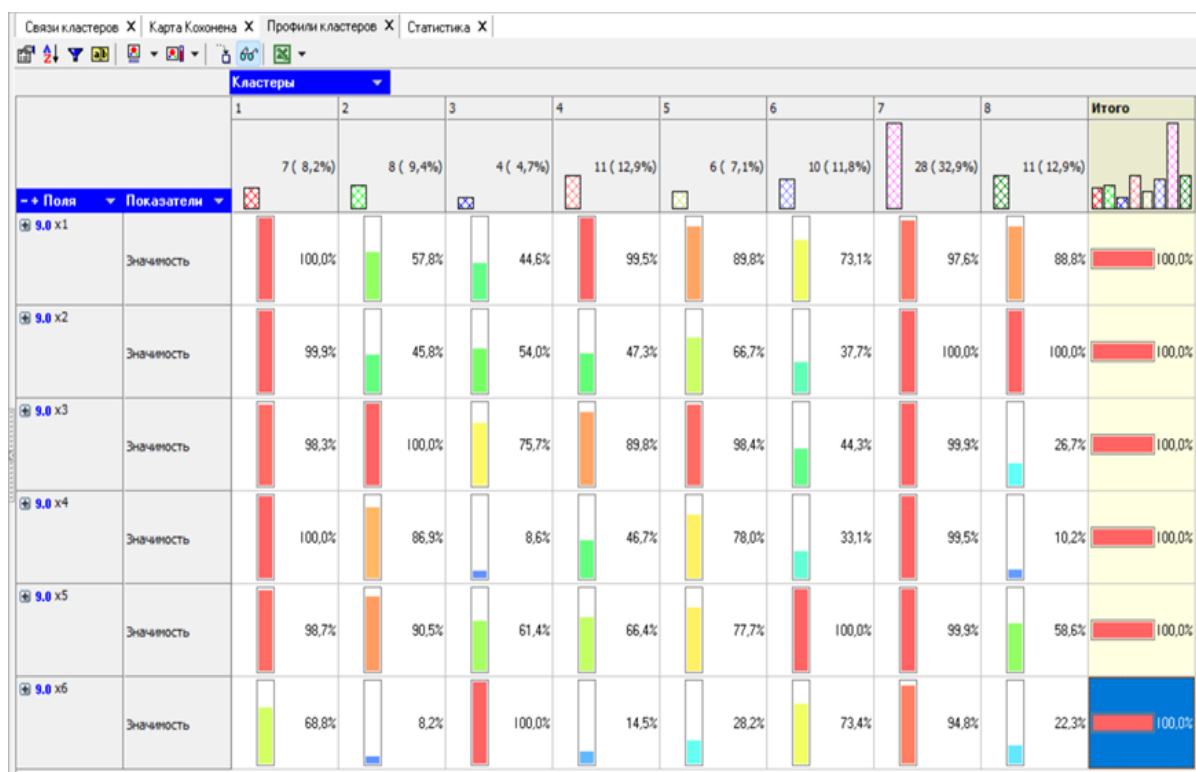 Связи кластеров X Карта Кохонена X Профили кластеров X Статистика X
Кластеры
1 2 3 4 5 6 7 8 Итого
7 ( 8,2%) 8 ( 9,4%) 4 ( 4,7%) 11 (12,9%) 6 ( 7,1%) 10 (11,8%) 28 (32,9%) 11 (12,9%)
− + Поля Показатели
9.0 x1
Значимость 100,0% 57,8% 44,6% 99,5% 89,8% 73,1% 97,6% 88,8% 100,0%
9.0 x2
Значимость 99,9% 45,8% 54,0% 47,3% 66,7% 37,7% 100,0% 100,0% 100,0%
9.0 x3
Значимость 98,3% 100,0% 75,7% 89,8% 98,4% 44,3% 99,9% 26,7% 100,0%
9.0 x4
Значимость 100,0% 86,9% 8,6% 46,7% 78,0% 33,1% 99,5% 10,2% 100,0%
9.0 x5
Значимость 98,7% 90,5% 61,4% 66,4% 77,7% 100,0% 99,9% 58,6% 100,0%
9.0 x6
Значимость 68,8% 8,2% 100,0% 14,5% 28,2% 73,4% 94,8% 22,3% 100,0%